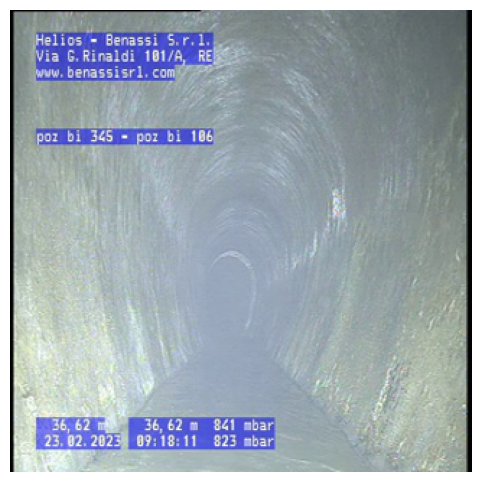 Helios - Benassi S.r.l.
Via G.Rinaldi 101/A, RE
www.benassisrl.com
poz bi 345 - poz bi 106
36,62 m 36,62 m 841 mbar
23.02.2023 09:18:11 823 mbar